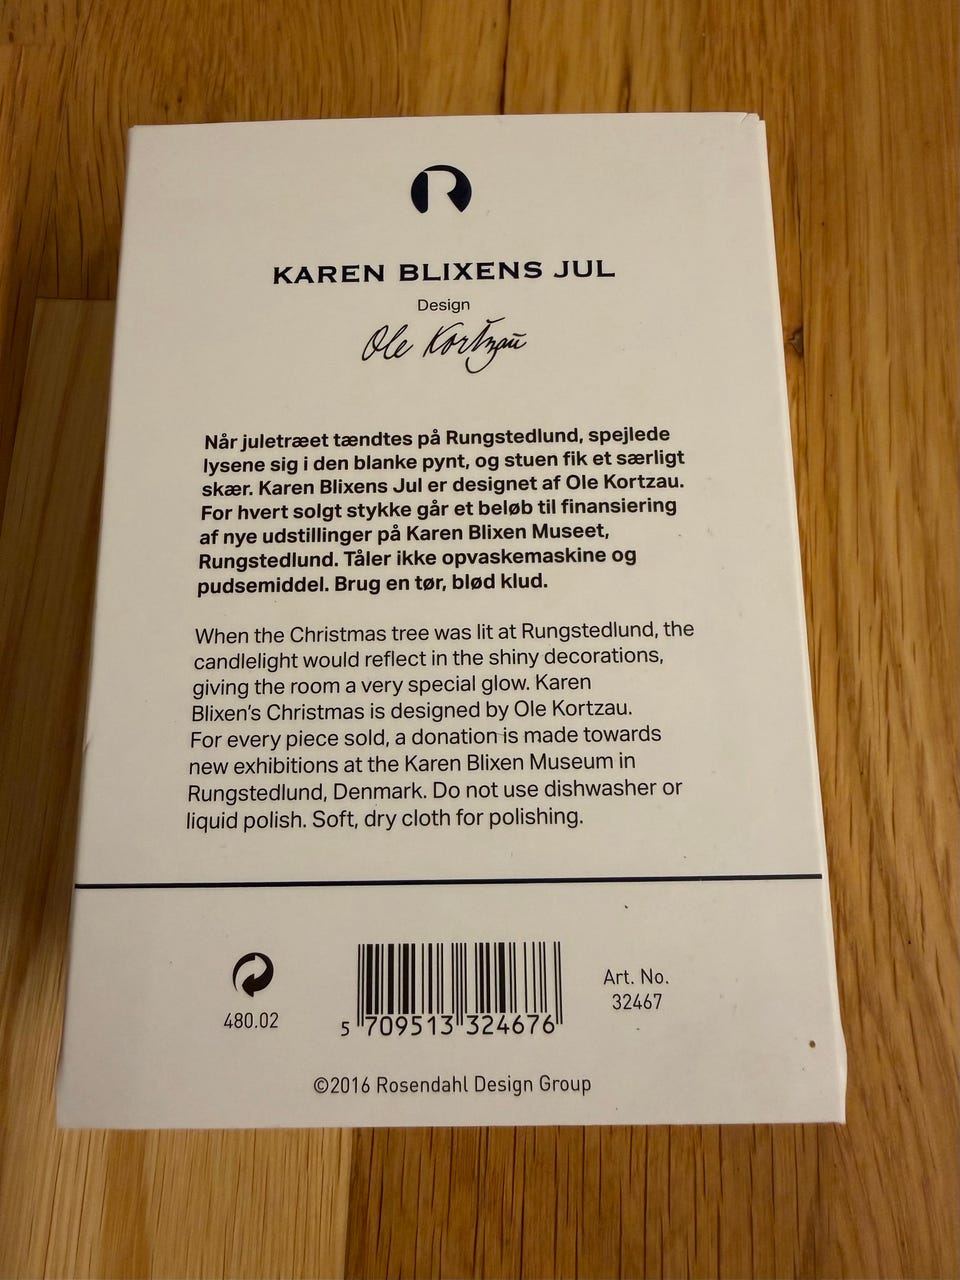 R
KAREN BLIXENS JUL
Design
Ole Kortzau
Når juletræet tændtes på Rungstedlund, spejlede
lysene sig i den blanke pynt, og stuen fik et særligt
skær. Karen Blixens Jul er designet af Ole Kortzau.
For hvert solgt stykke går et beløb til finansiering
af nye udstillinger på Karen Blixen Museet,
Rungstedlund. Tåler ikke opvaskemaskine og
pudsemiddel. Brug en tør, blød klud.
When the Christmas tree was lit at Rungstedlund, the
candlelight would reflect in the shiny decorations,
giving the room a very special glow. Karen
Blixen's Christmas is designed by Ole Kortzau.
For every piece sold, a donation is made towards
new exhibitions at the Karen Blixen Museum in
Rungstedlund, Denmark. Do not use dishwasher or
liquid polish. Soft, dry cloth for polishing.
480.02
5 709513 324676
Art. No.
32467
©2016 Rosendahl Design Group